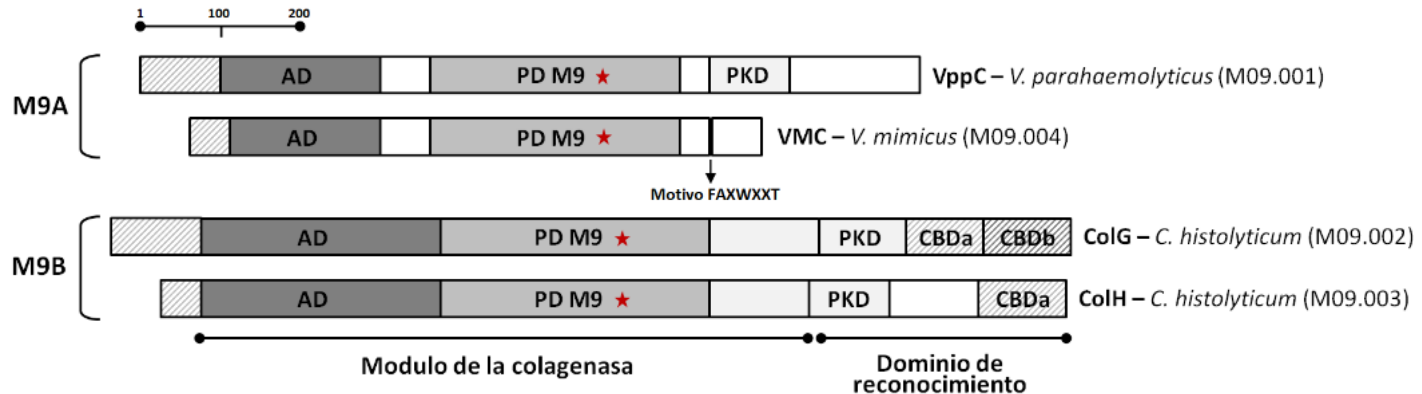 1 100 200
M9A
AD PD M9 PKD VppC – V. parahaemolyticus (M09.001)
AD PD M9 VMC – V. mimicus (M09.004)
Motivo FAXWXXT
M9B
AD PD M9 PKD CBDa CBDb ColG – C. histolyticum (M09.002)
AD PD M9 PKD CBDa ColH – C. histolyticum (M09.003)
Modulo de la colagenasa
Dominio de
reconocimiento